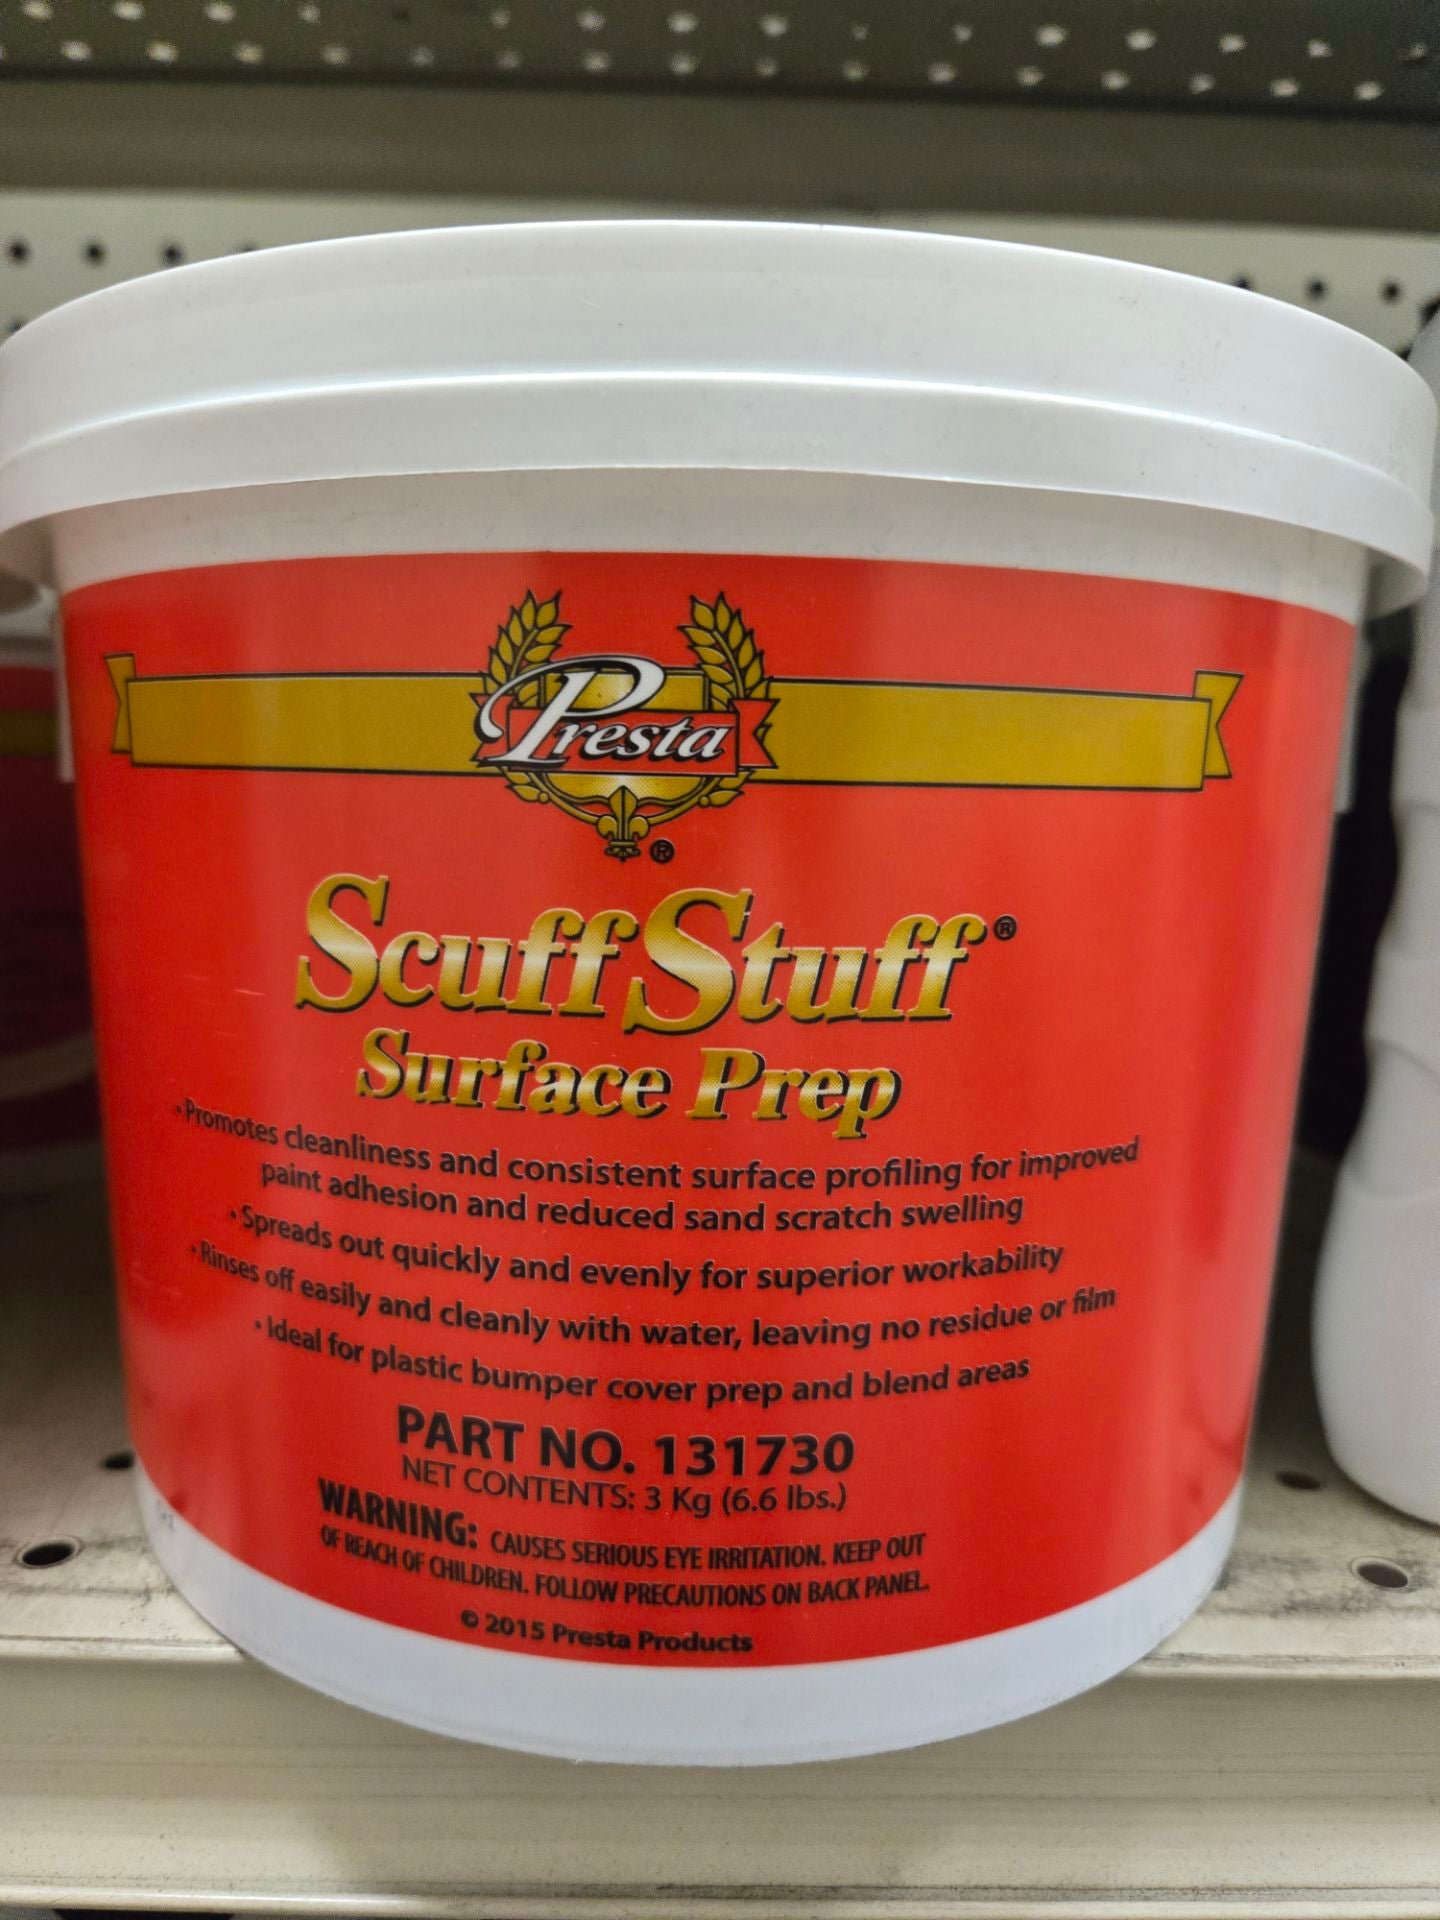 Presta
®
Scuff Stuff®
Surface Prep
• Promotes cleanliness and consistent surface profiling for improved
paint adhesion and reduced sand scratch swelling
• Spreads out quickly and evenly for superior workability
• Rinses off easily and cleanly with water, leaving no residue or film
• Ideal for plastic bumper cover prep and blend areas
PART NO. 131730
NET CONTENTS: 3 Kg (6.6 lbs.)
WARNING: CAUSES SERIOUS EYE IRRITATION. KEEP OUT
OF REACH OF CHILDREN. FOLLOW PRECAUTIONS ON BACK PANEL.
© 2015 Presta Products